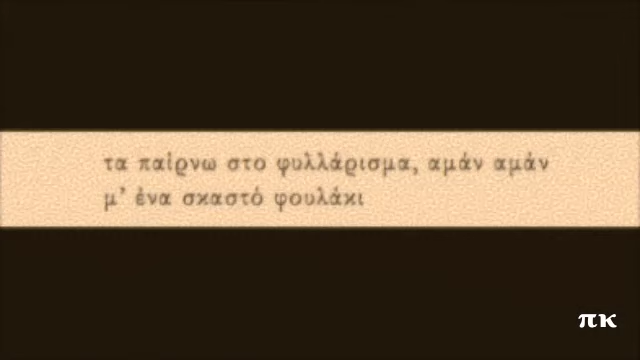 τα παίρνω στο φυλλάρισμα, αμάν αμάν
μ' ένα σκαστό φουλάκι
πκ